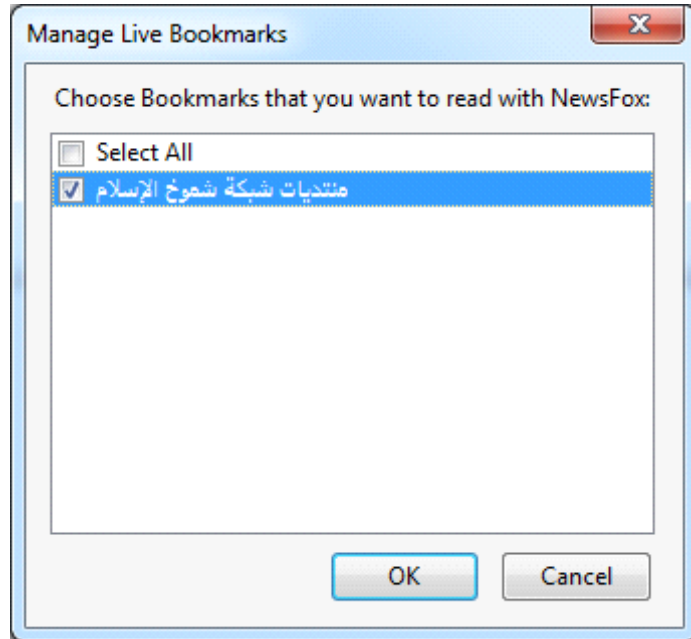 Manage Live Bookmarks
Choose Bookmarks that you want to read with NewsFox:
Select All
منتديات شبكة شموخ الإسلام
OK
Cancel